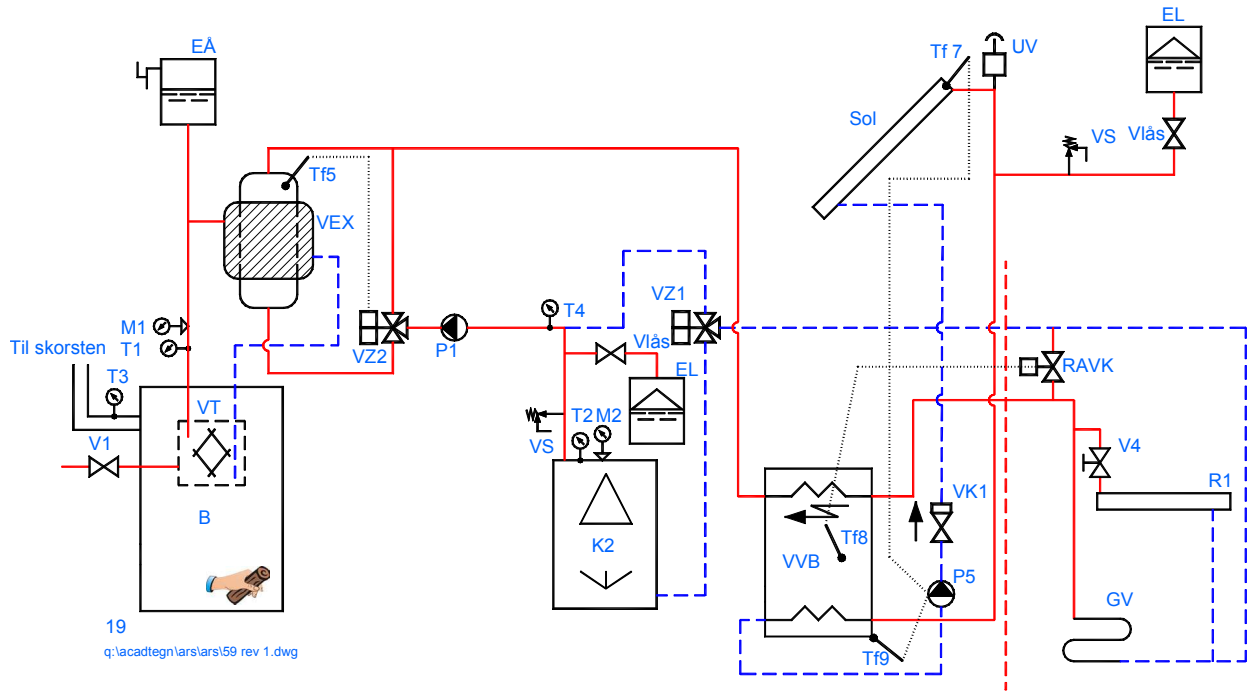 EÅ
EL
Tf 7
UV
Sol
VS
Vlås
Tf5
VEX
M1
T1
Til skorsten
T3
VZ2
P1
T4
VZ1
Vlås
EL
RAVK
VT
V1
T2
M2
VS
V4
R1
VK1
B
K2
Tf8
VVB
P5
GV
Tf9
19
q:\acadtegn\ars\ars\59 rev 1.dwg